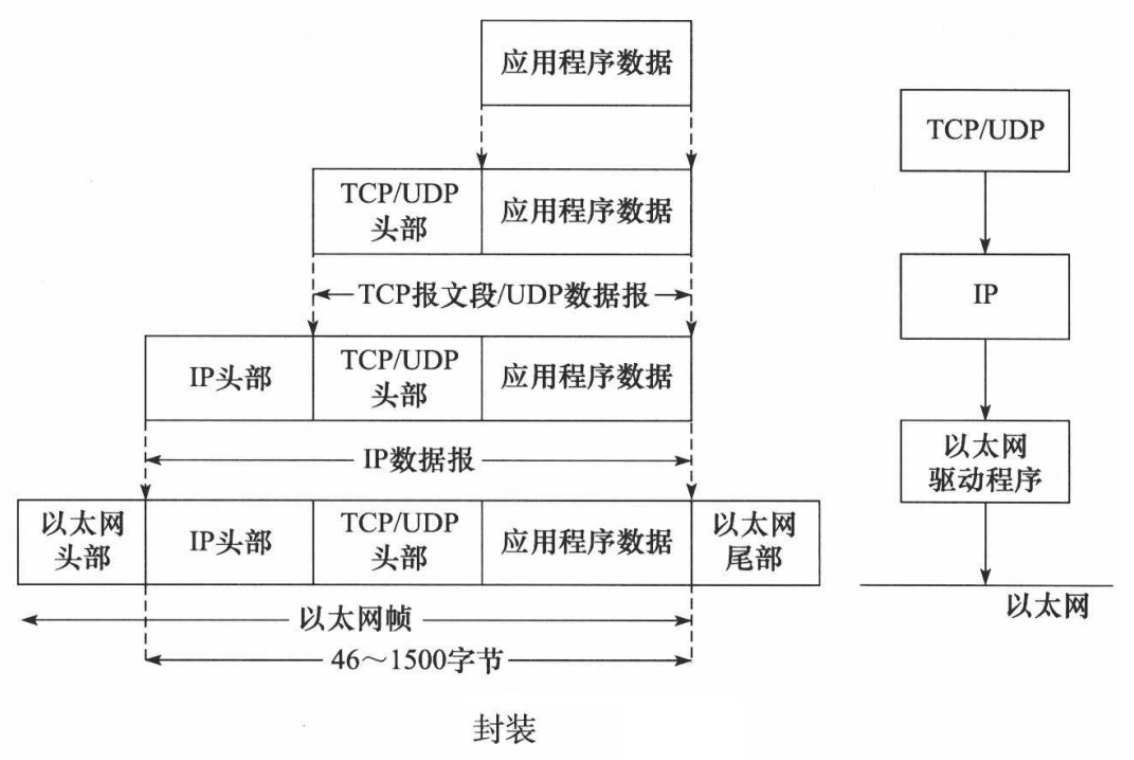 应用程序数据
TCP/UDP
头部
应用程序数据
TCP报文段/UDP数据报
IP头部
TCP/UDP
头部
应用程序数据
IP数据报
以太网
头部
IP头部
TCP/UDP
头部
应用程序数据
以太网
尾部
以太网帧
46～1500字节
TCP/UDP
IP
以太网
驱动程序
以太网
封装